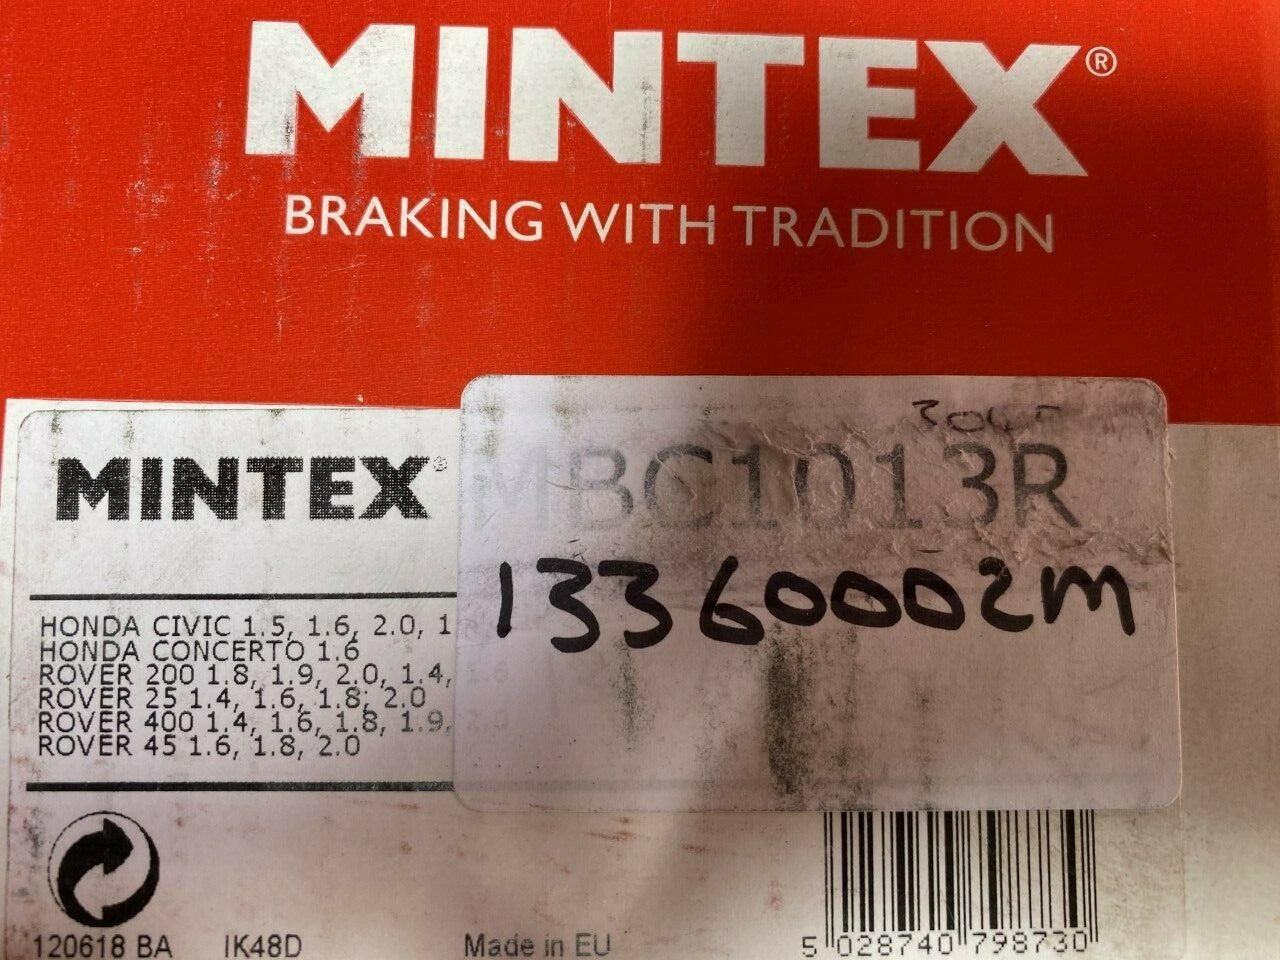 MINTEX®
BRAKING WITH TRADITION
MINTEX®
MBC1013R
13360002M
HONDA CIVIC 1.5, 1.6, 2.0, 1
HONDA CONCERTO 1.6
ROVER 200 1.8, 1.9, 2.0, 1.4,
ROVER 25 1.4, 1.6, 1.8, 2.0
ROVER 400 1.4, 1.6, 1.8, 1.9,
ROVER 45 1.6, 1.8, 2.0
120618 BA IK48D Made in EU 5 028740 798730